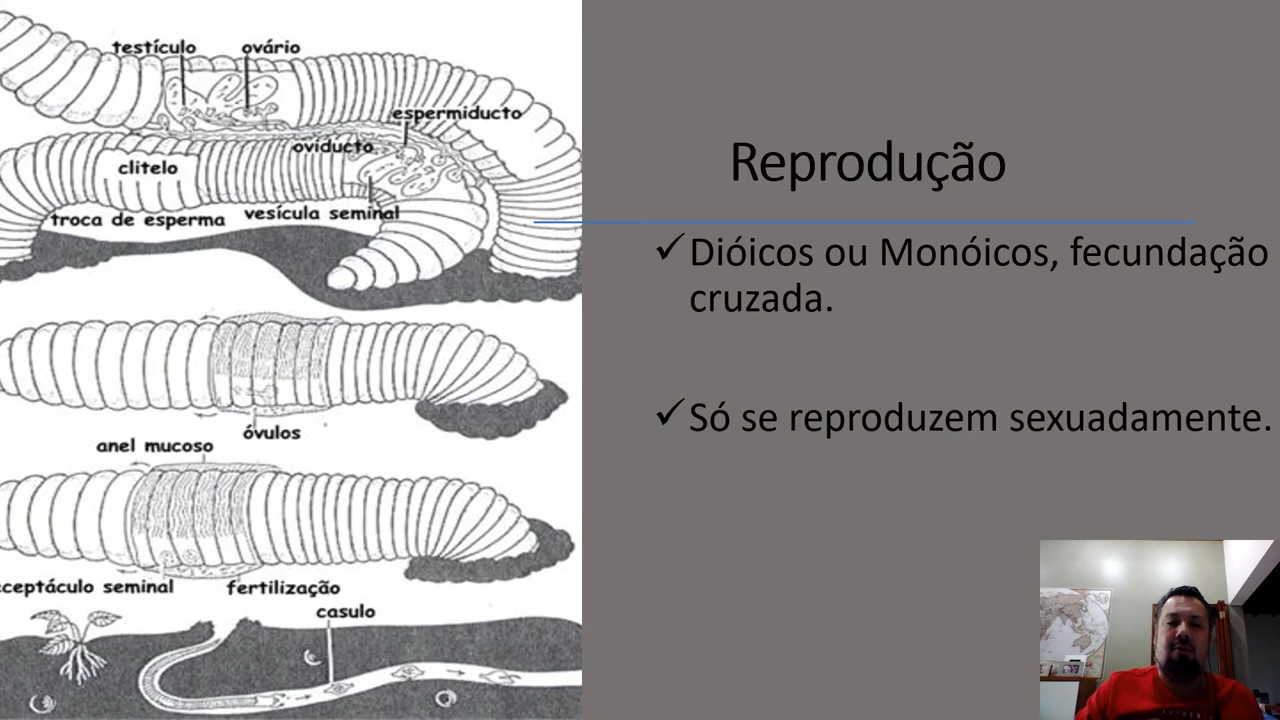 testículo ovário
espermiducto
oviducto
clitelo
troca de esperma vesícula seminal
óvulos
anel mucoso
eceptáculo seminal fertilização
casulo
Reprodução
✓Dióicos ou Monóicos, fecundação
cruzada.
✓Só se reproduzem sexuadamente.